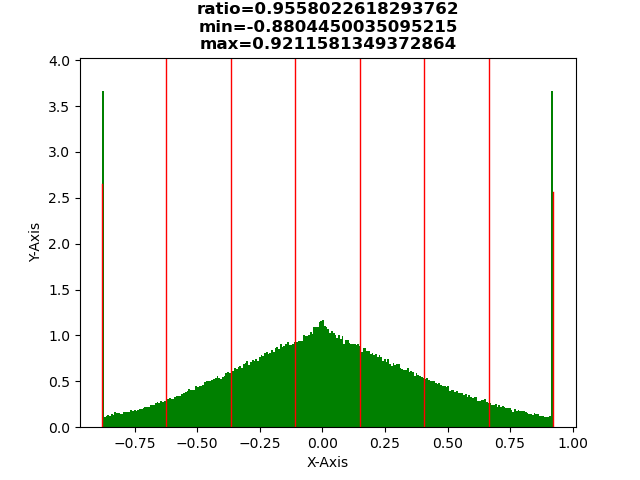 ratio=0.9558022618293762
min=-0.8804450035095215
max=0.9211581349372864
4.0
3.5
3.0
2.5
2.0
1.5
1.0
0.5
0.0
Y-Axis
−0.75 −0.50 −0.25 0.00 0.25 0.50 0.75 1.00
X-Axis